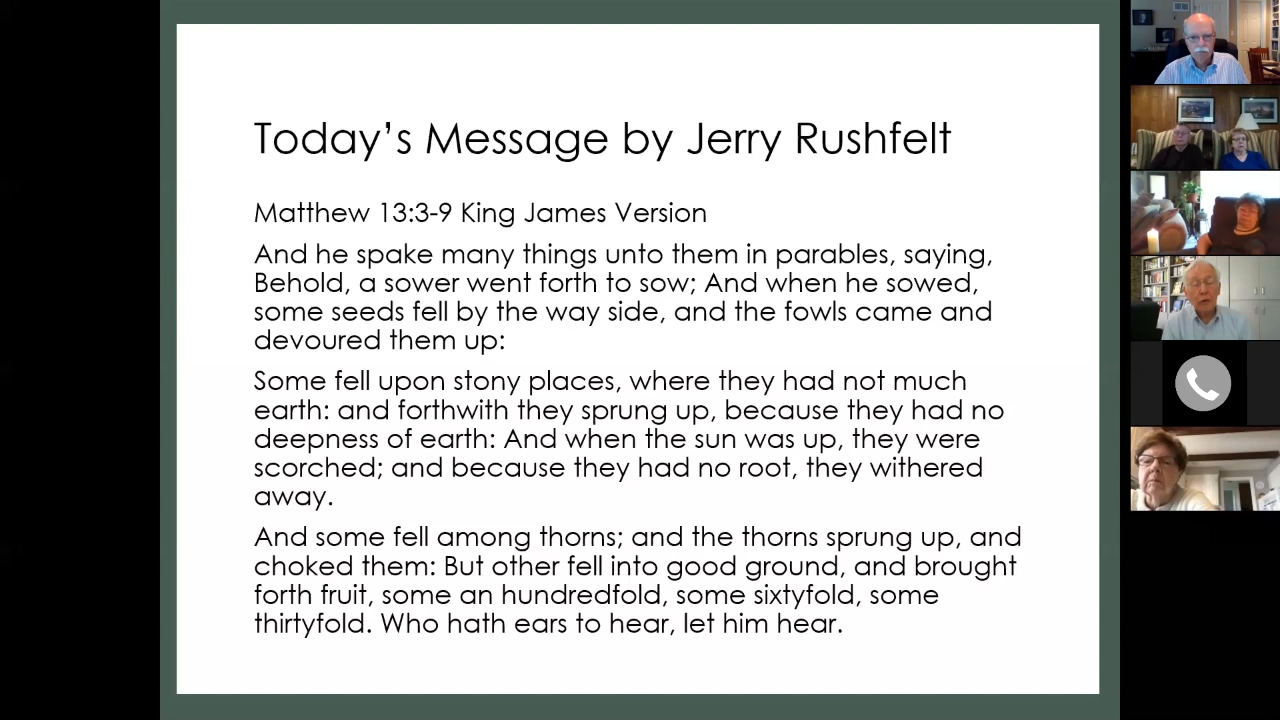 Today's Message by Jerry Rushfelt
Matthew 13:3-9 King James Version
And he spake many things unto them in parables, saying,
Behold, a sower went forth to sow; And when he sowed,
some seeds fell by the way side, and the fowls came and
devoured them up:
Some fell upon stony places, where they had not much
earth: and forthwith they sprung up, because they had no
deepness of earth: And when the sun was up, they were
scorched; and because they had no root, they withered
away.
And some fell among thorns; and the thorns sprung up, and
choked them: But other fell into good ground, and brought
forth fruit, some an hundredfold, some sixtyfold, some
thirtyfold. Who hath ears to hear, let him hear.